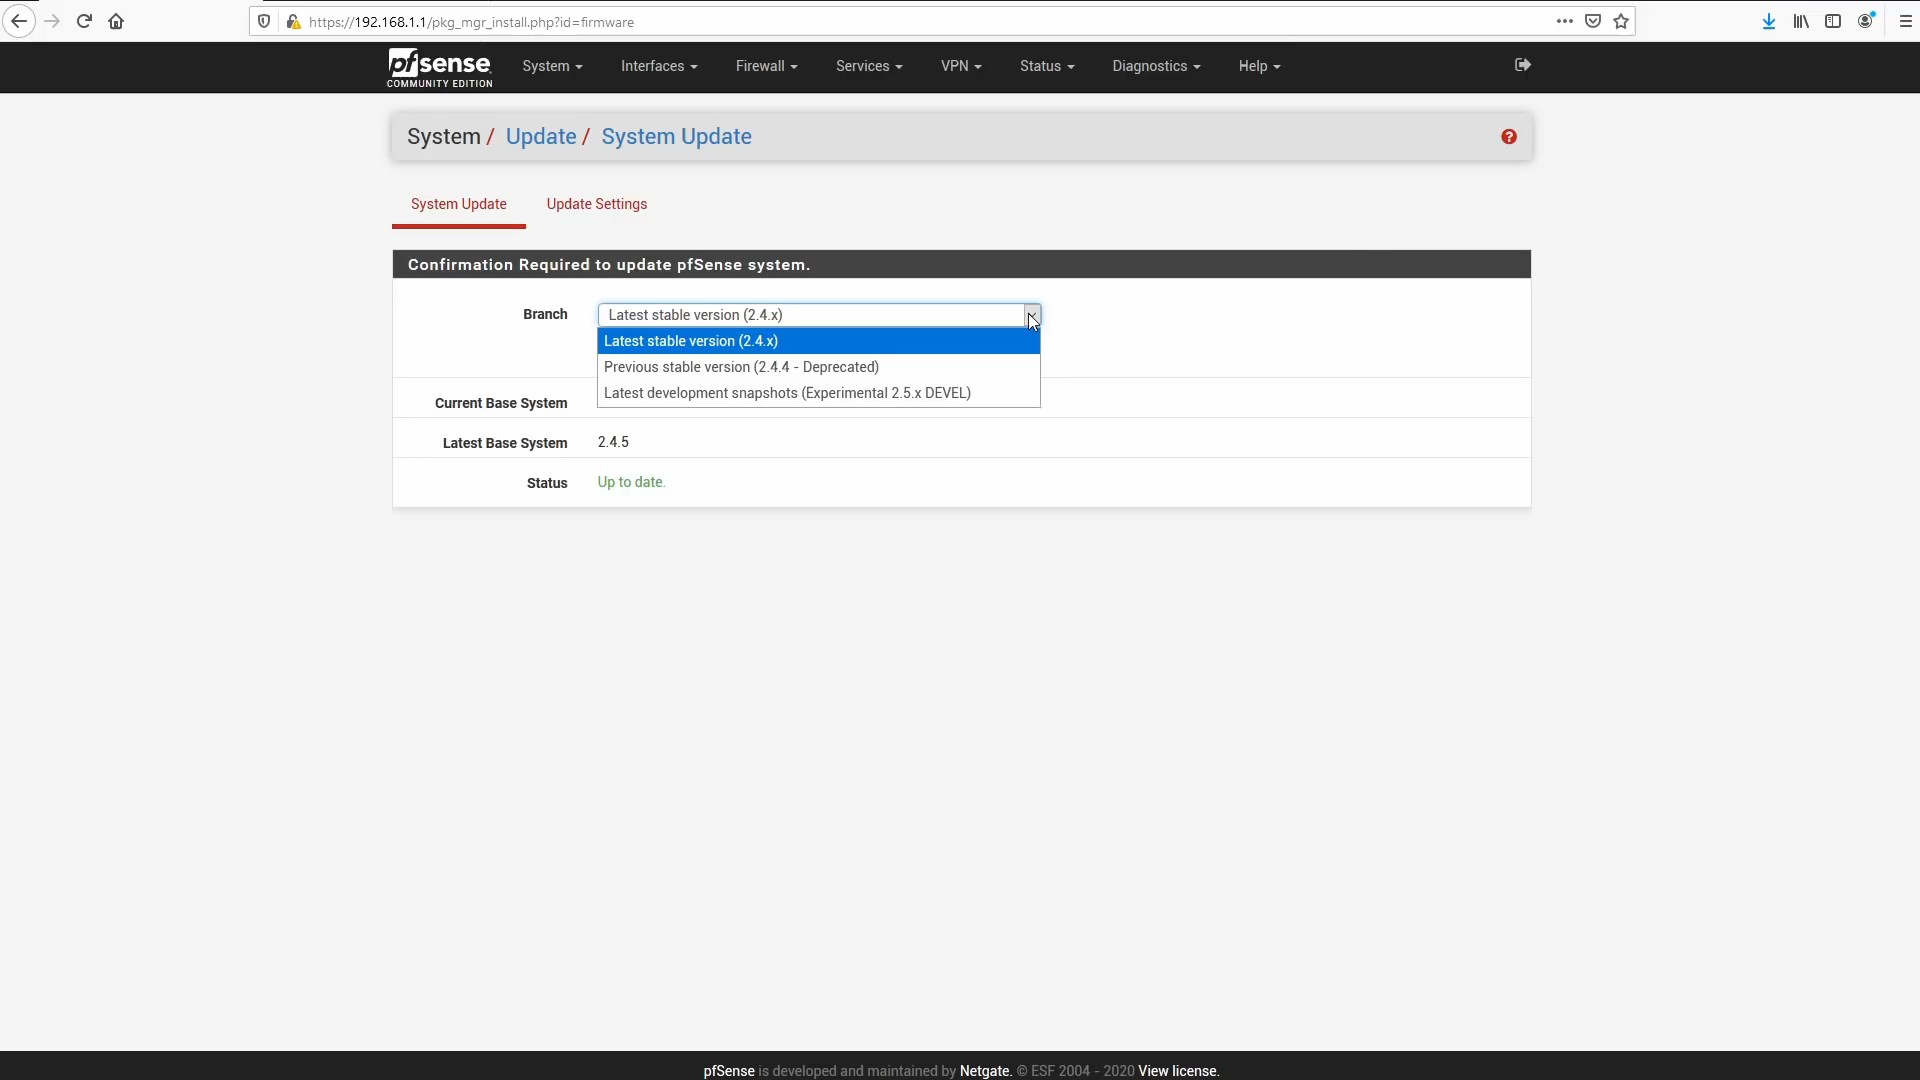 https://192.168.1.1/pkg_mgr_install.php?id=firmware
pfsense
COMMUNITY EDITION
System
Interfaces
Firewall
Services
VPN
Status
Diagnostics
Help
System / Update / System Update
System Update
Update Settings
Confirmation Required to update pfSense system.
Branch
Latest stable version (2.4.x)
Latest stable version (2.4.x)
Previous stable version (2.4.4 - Deprecated)
Latest development snapshots (Experimental 2.5.x DEVEL)
Current Base System
Latest Base System
2.4.5
Status
Up to date.
pfSense is developed and maintained by Netgate. © ESF 2004 - 2020 View license.